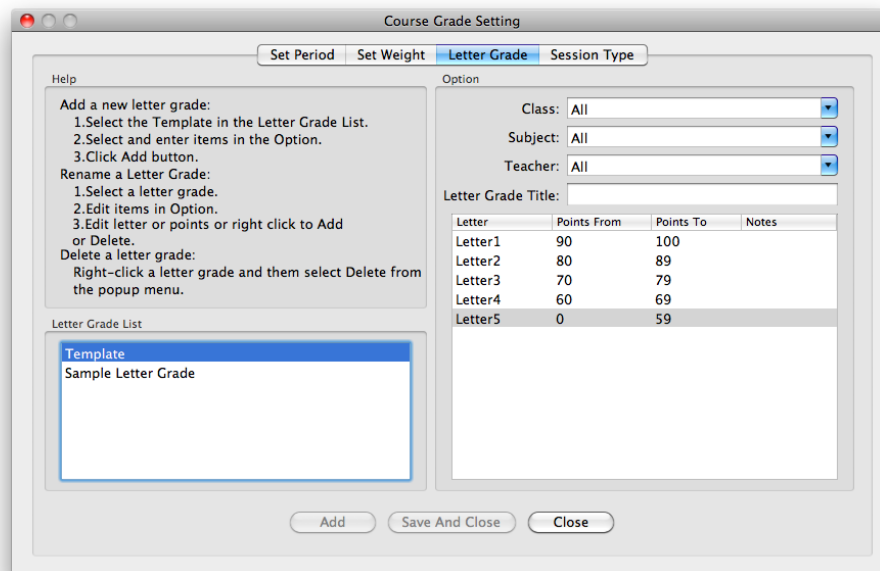 Course Grade Setting
Set Period Set Weight Letter Grade Session Type
Help
Add a new letter grade:
1.Select the Template in the Letter Grade List.
2.Select and enter items in the Option.
3.Click Add button.
Rename a Letter Grade:
1.Select a letter grade.
2.Edit items in Option.
3.Edit letter or points or right click to Add
or Delete.
Delete a letter grade:
Right-click a letter grade and them select Delete from
the popup menu.
Letter Grade List
Template
Sample Letter Grade
Option
Class: All
Subject: All
Teacher: All
Letter Grade Title:
Letter Points From Points To Notes
Letter1 90 100
Letter2 80 89
Letter3 70 79
Letter4 60 69
Letter5 0 59
Add Save And Close Close